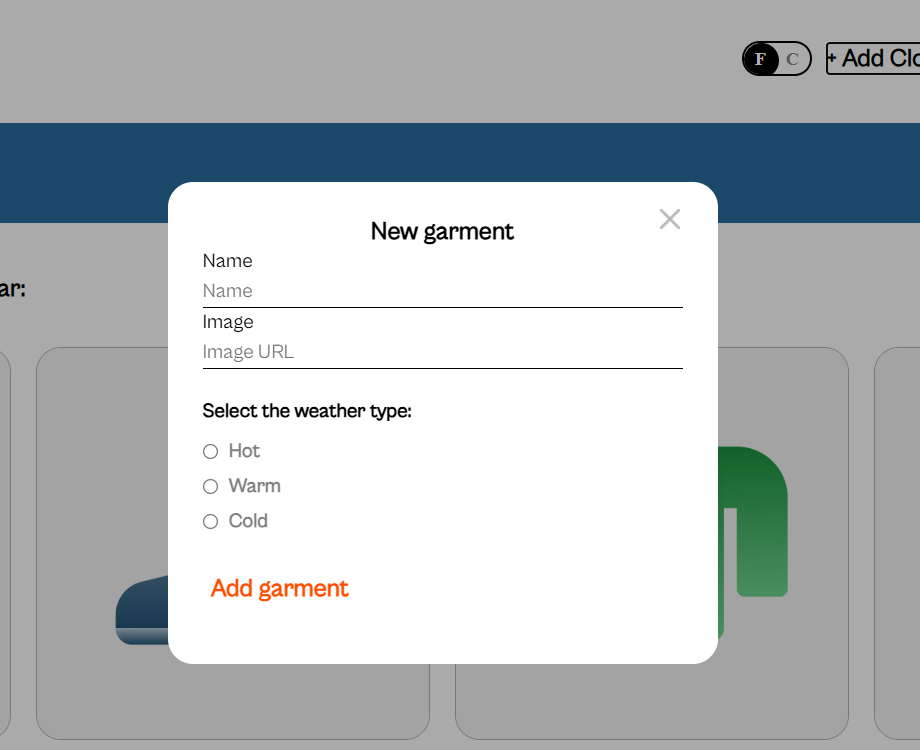 F C
+ Add Clo
New garment
Name
Name
Image
Image URL
ar:
Select the weather type:
Hot
Warm
Cold
Add garment